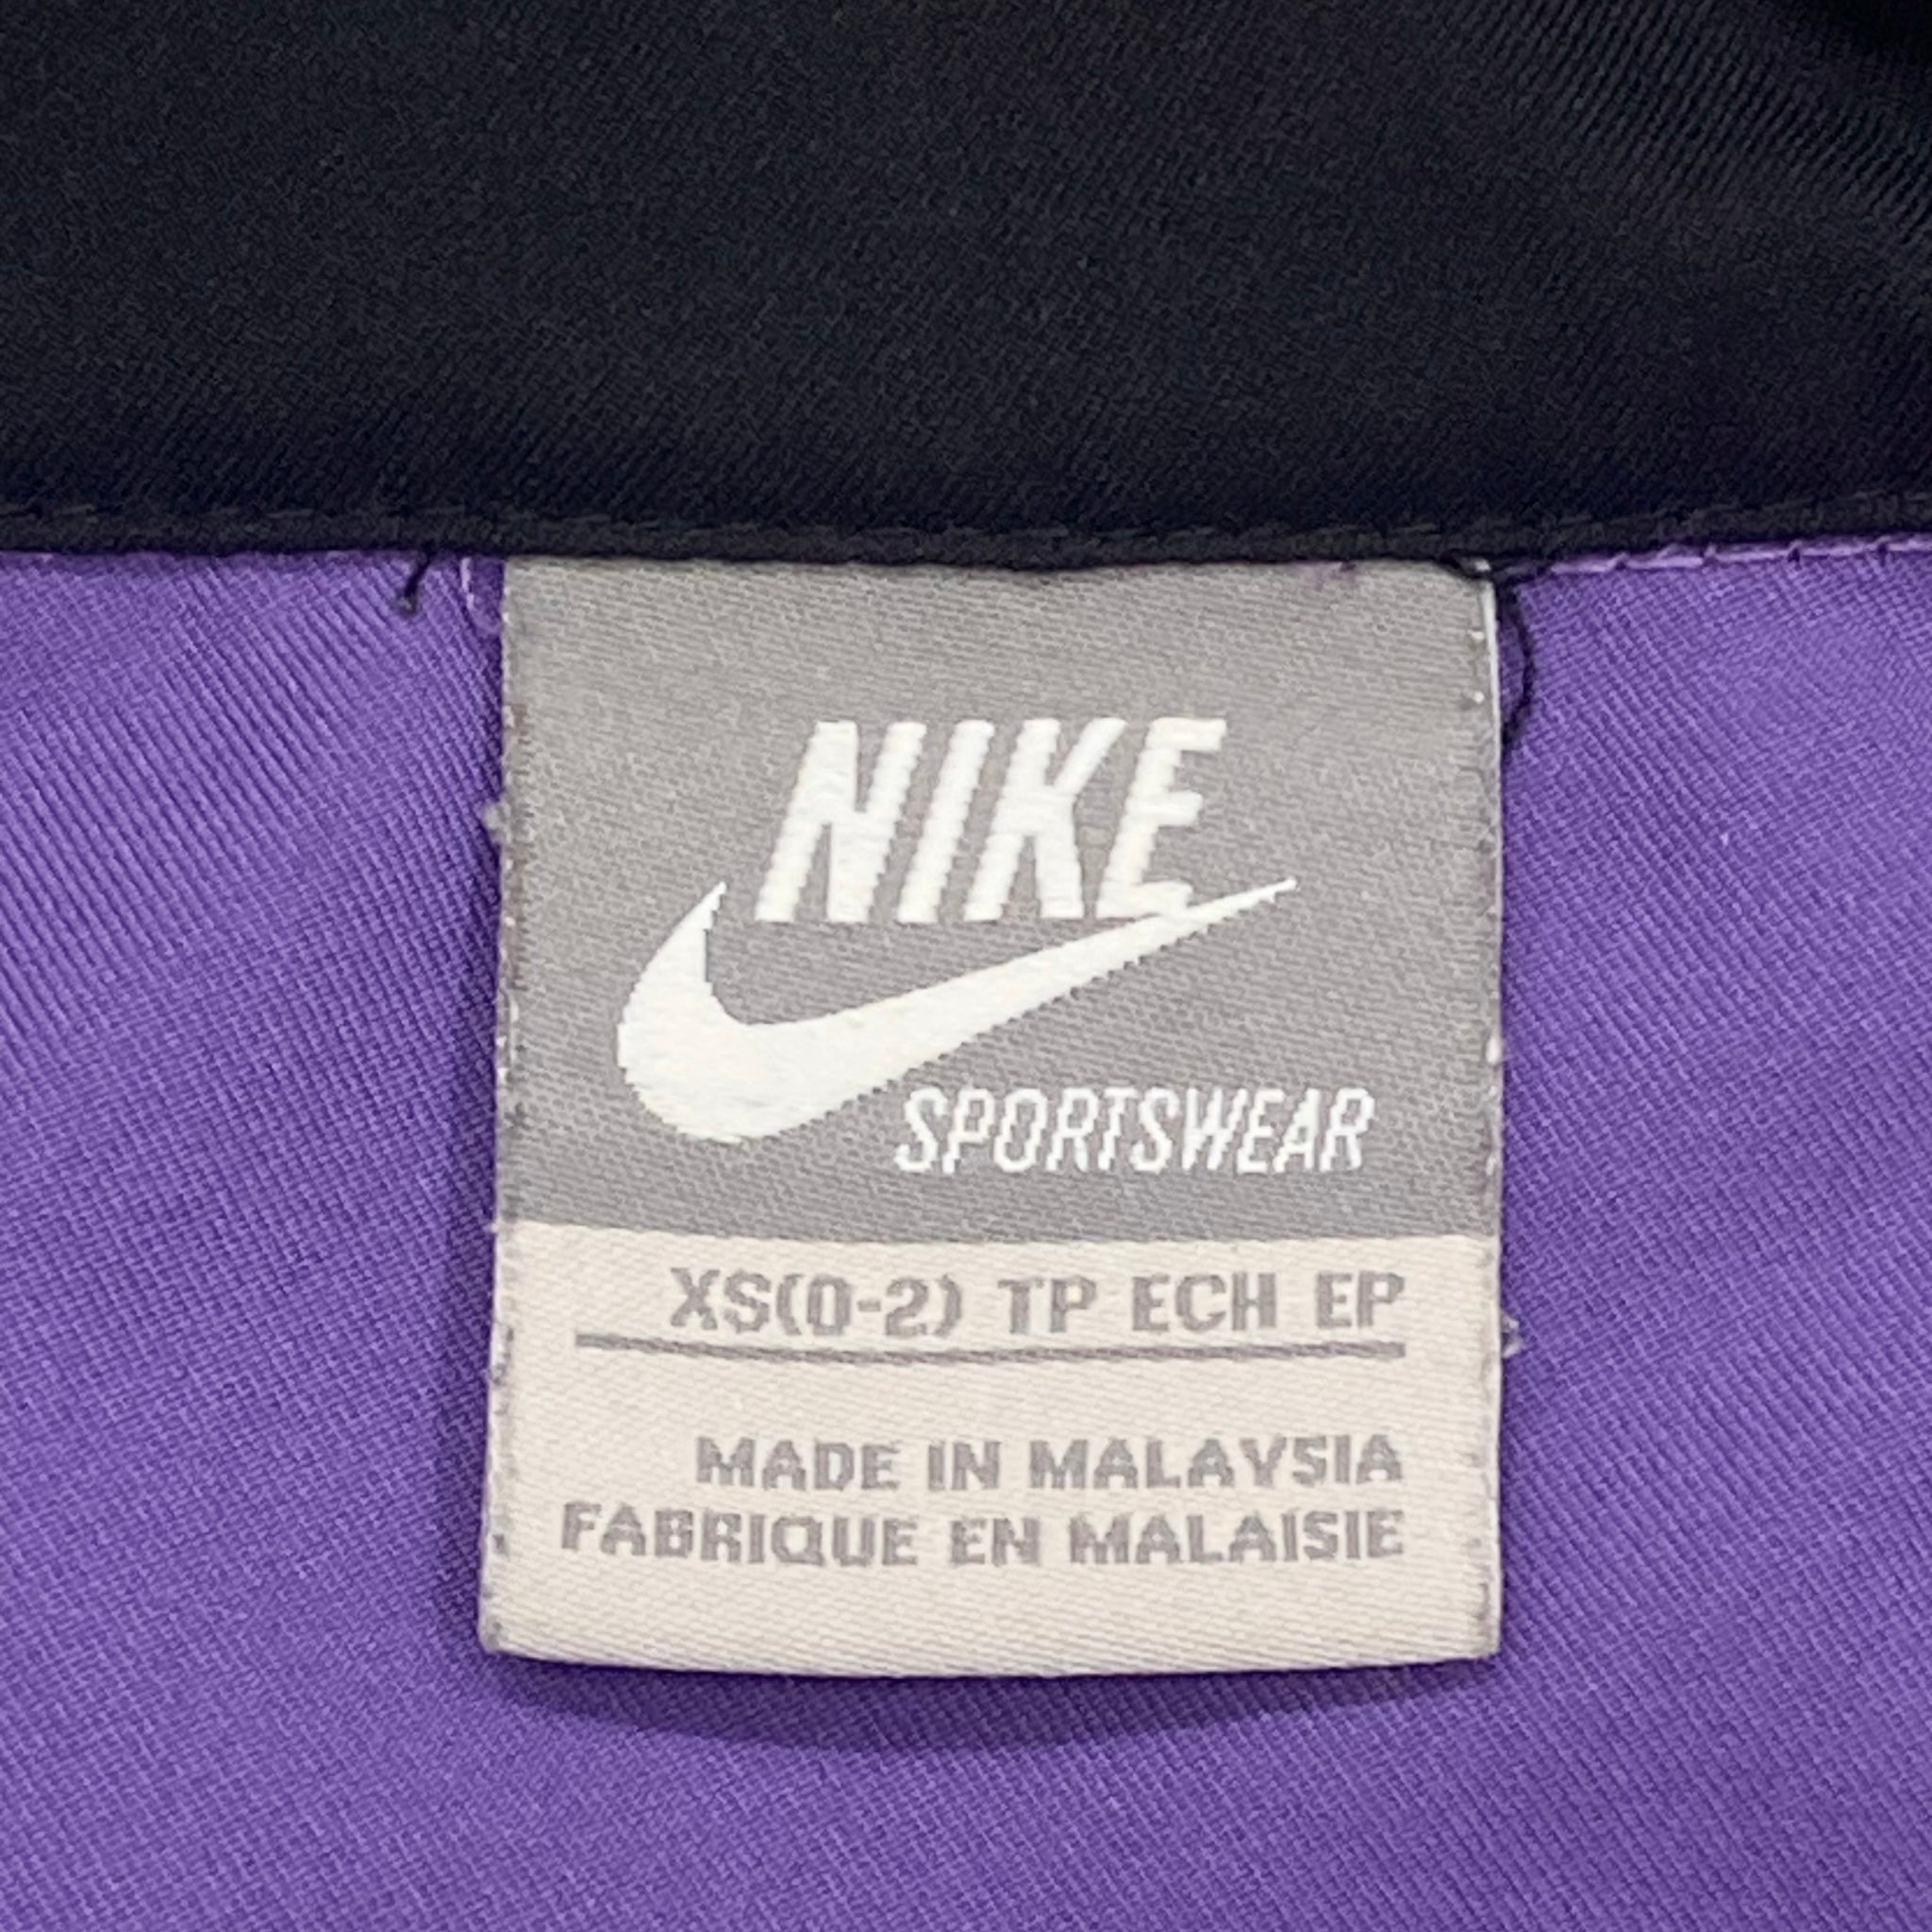 NIKE
SPORTSWEAR
XS(0-2) TP ECH EP
MADE IN MALAYSIA
FABRIQUE EN MALAISIE